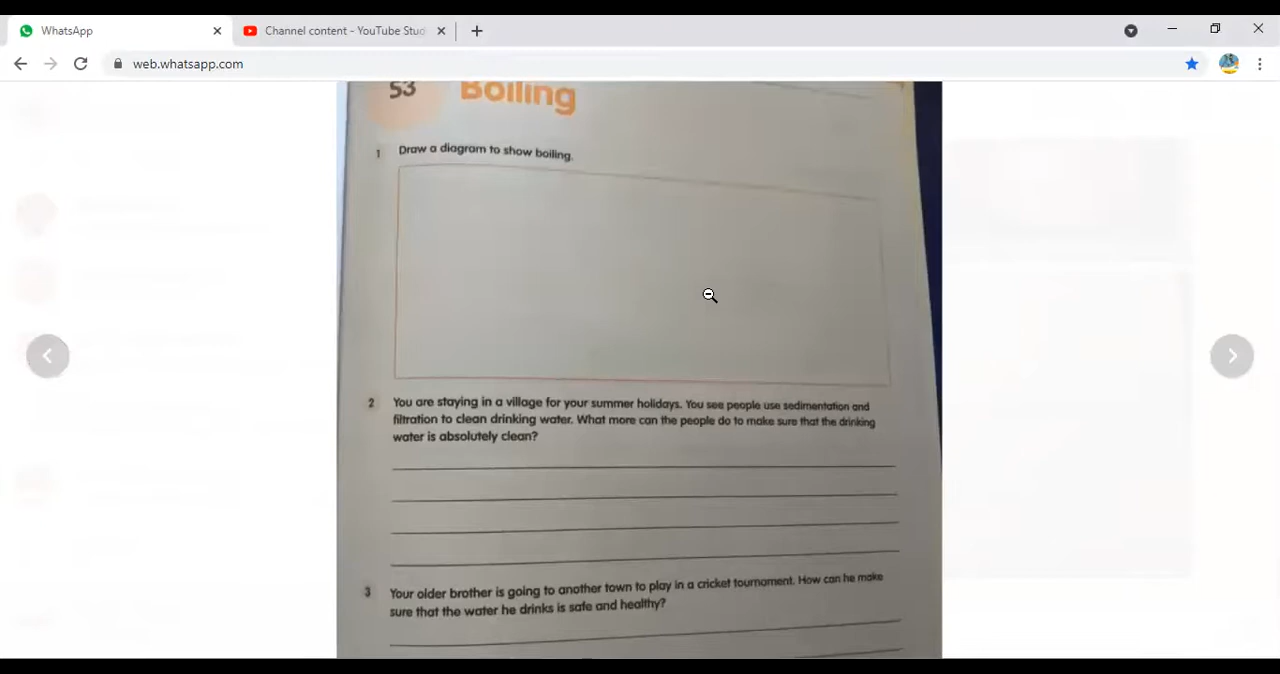 WhatsApp
Channel content - YouTube Stud
web.whatsapp.com
53 Boiling
1 Draw a diagram to show boiling.
2 You are staying in a village for your summer holidays. You see people use sedimentation and
filtration to clean drinking water. What more can the people do to make sure that the drinking
water is absolutely clean?
3 Your older brother is going to another town to play in a cricket tournament. How can he make
sure that the water he drinks is safe and healthy?